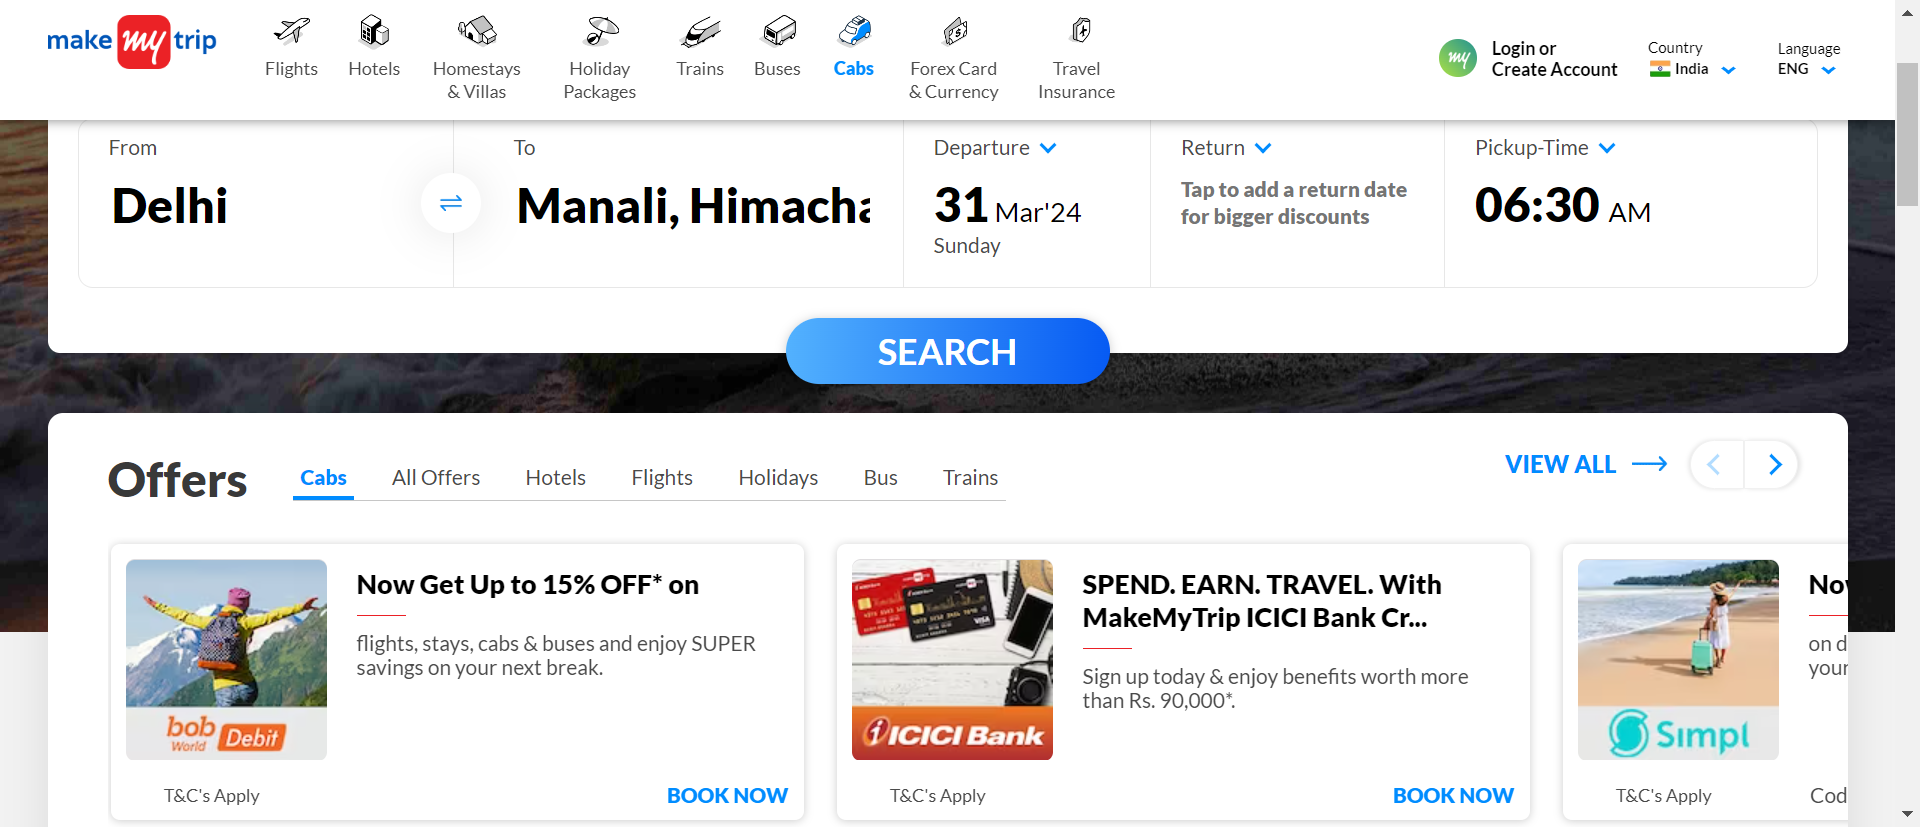 make my trip
Flights
Hotels
Homestays
& Villas
Holiday
Packages
Trains
Buses
Cabs
Forex Card
& Currency
Travel
Insurance
my
Login or
Create Account
Country
India
Language
ENG
From
Delhi
To
Manali, Himacha
Departure
31 Mar'24
Sunday
Return
Tap to add a return date
for bigger discounts
Pickup-Time
06:30 AM
SEARCH
Offers
Cabs
All Offers
Hotels
Flights
Holidays
Bus
Trains
VIEW ALL
Now Get Up to 15% OFF* on
flights, stays, cabs & buses and enjoy SUPER
savings on your next break.
bob
World
Debit
T&C's Apply
BOOK NOW
SPEND. EARN. TRAVEL. With
MakeMyTrip ICICI Bank Cr...
Sign up today & enjoy benefits worth more
than Rs. 90,000*.
VISA
ICICI Bank
T&C's Apply
BOOK NOW
Nov
on d
your
Simpl
T&C's Apply
Cod